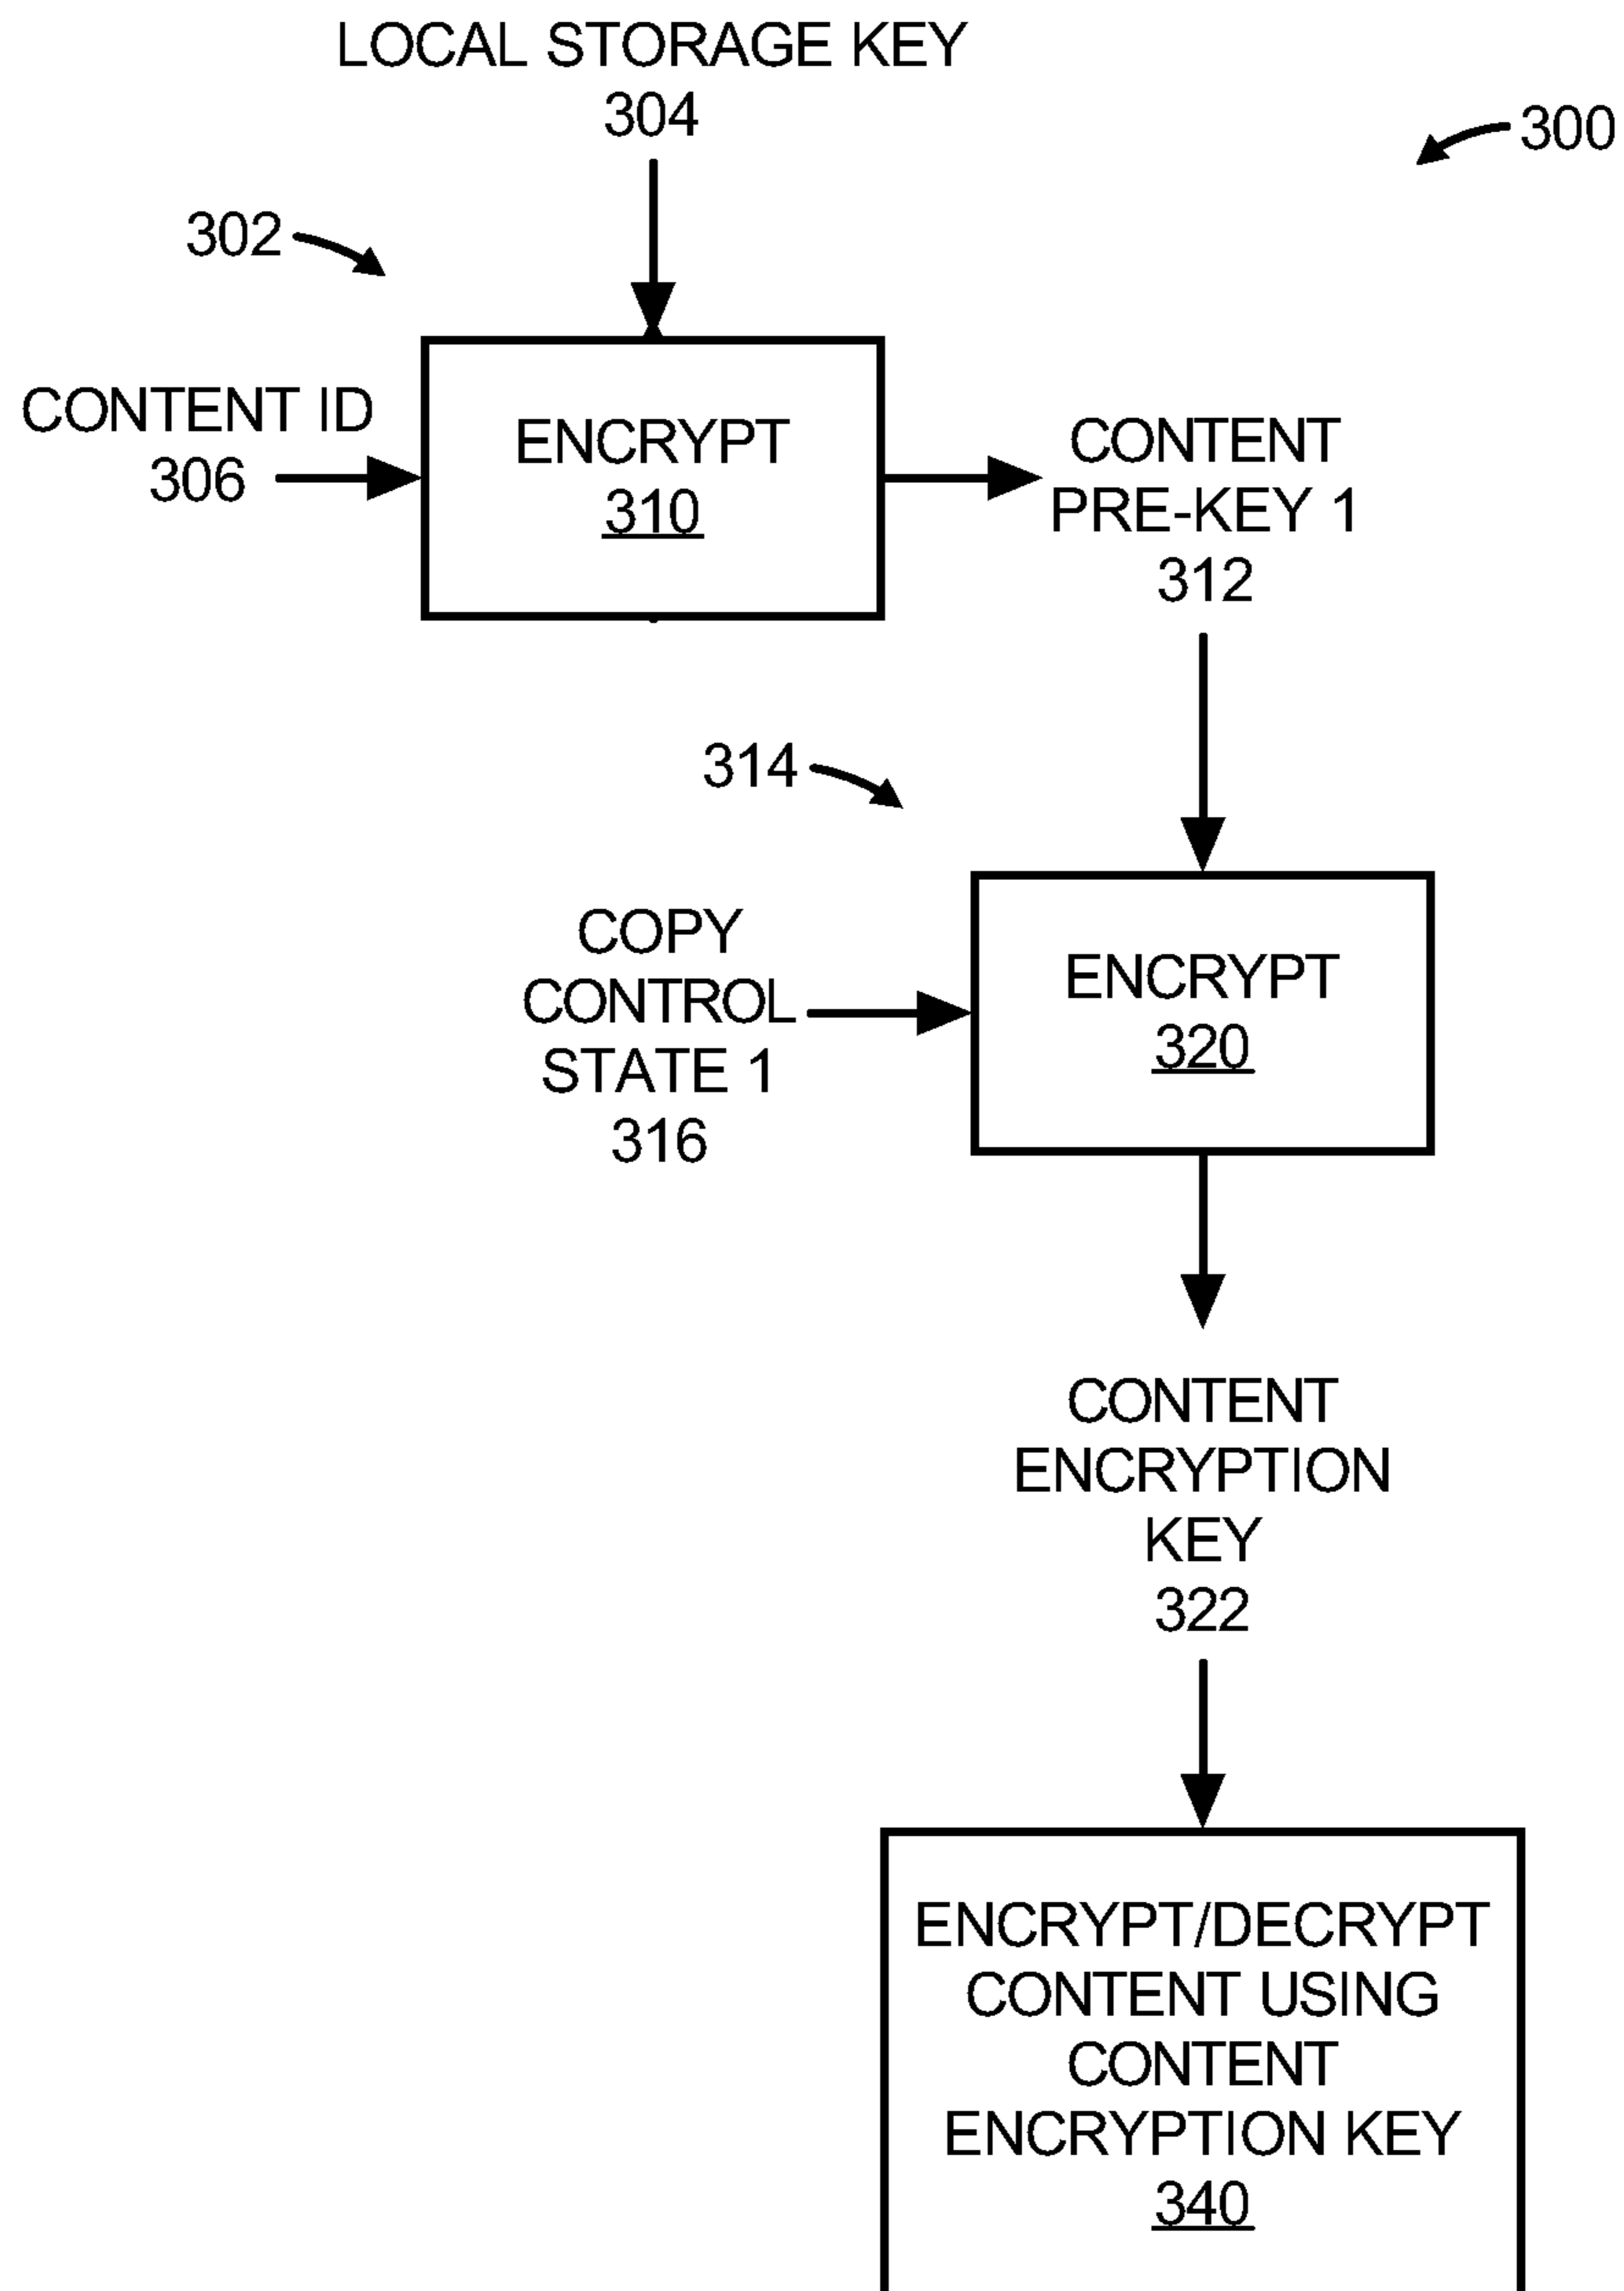 LOCAL STORAGE KEY
304
300
302
CONTENT ID
306
ENCRYPT
310
CONTENT
PRE-KEY 1
312
314
COPY
CONTROL
STATE 1
316
ENCRYPT
320
CONTENT
ENCRYPTION
KEY
322
ENCRYPT/DECRYPT
CONTENT USING
CONTENT
ENCRYPTION KEY
340